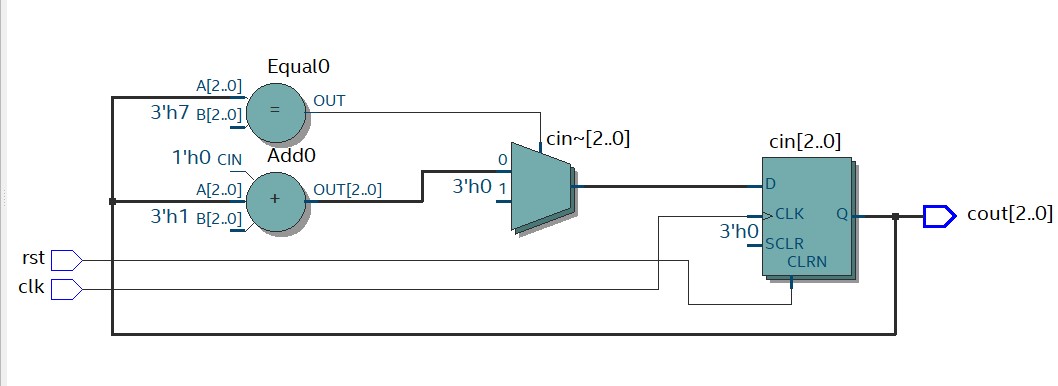 Equal0
A[2..0]
3'h7 B[2..0]
=
OUT
1'h0 CIN
Add0
A[2..0]
3'h1 B[2..0]
+
OUT[2..0]
cin~[2..0]
0
3'h0 1
cin[2..0]
D
CLK
3'h0 SCLR
CLRN
Q
cout[2..0]
rst
clk